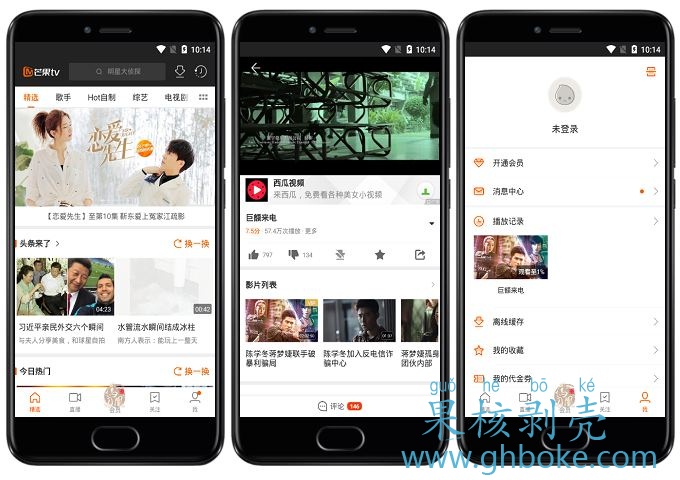 10:14
芒果tv
明星大侦探
精选 歌手 Hot自制 综艺 电视剧
恋爱先生
【恋爱先生】至第10集 靳东爱上冤家江疏影
头条来了 >
换一换
04:23
00:42
习近平亲民外交六个瞬间
与夫人分享美食，和球星自拍
水管流水瞬间结成冰柱
南方人表示：能玩上一整天
今日热门 >
换一换
精选 直播 会员 关注 我
10:14
西瓜视频
来西瓜，免费看各种美女小视频
巨额来电
7.5分 57.4万次播放· 更多
797 134
影片列表
VIP
01:07
陈学冬蒋梦婕联手破
暴利骗局
陈学冬加入反电信诈
骗中心
蒋梦婕孤身
团伙内部
评论 146
10:14
未登录
开通会员
消息中心
播放记录
观看至1%
巨额来电
离线缓存
我的收藏
我的代金券
精选 直播 会员 关注 我
guǒ hé bō ké
果核剥壳
www.ghboke.com